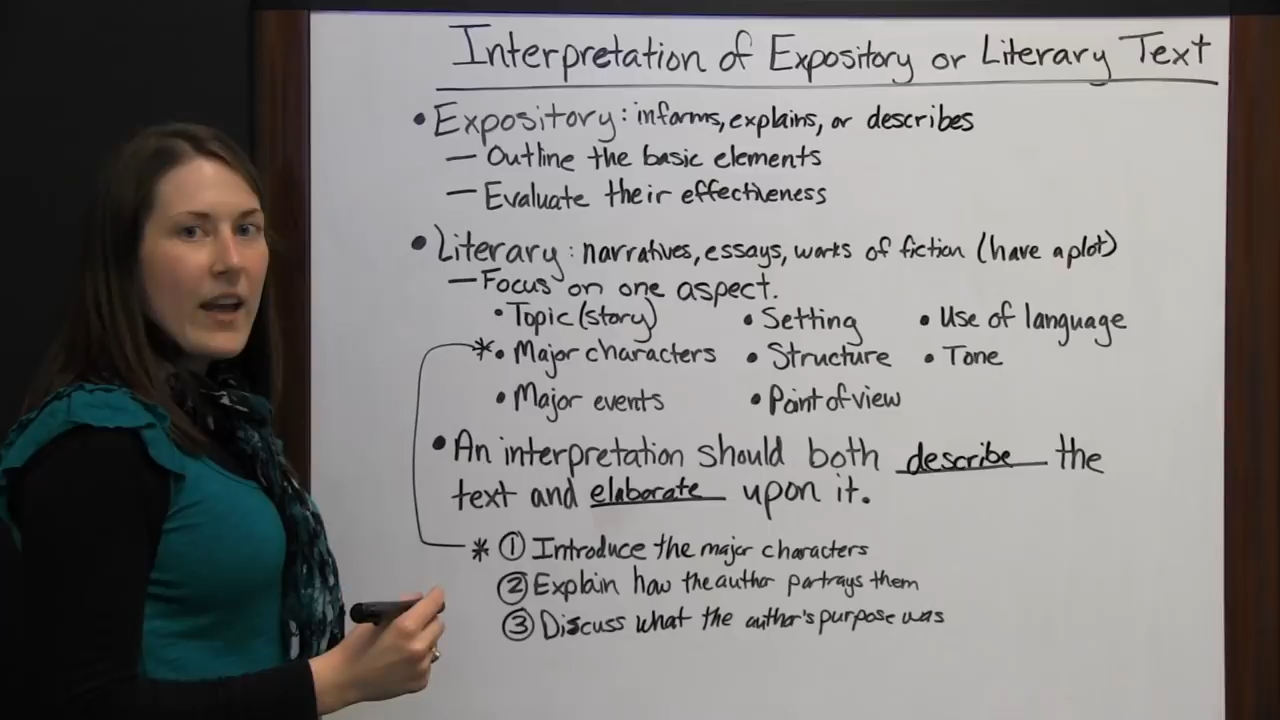 Interpretation of Expository or Literary Text
• Expository: informs, explains, or describes
— Outline the basic elements
— Evaluate their effectiveness
• Literary: narratives, essays, works of fiction (have a plot)
— Focus on one aspect.
• Topic (story) • Setting • Use of language
*• Major characters • Structure • Tone
• Major events • Point of view
• An interpretation should both describe the
text and elaborate upon it.
* ① Introduce the major characters
② Explain how the author portrays them
③ Discuss what the author's purpose was